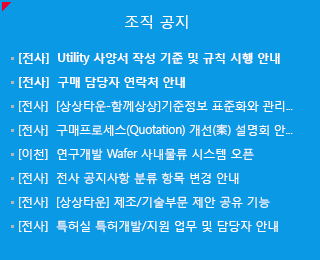 조직 공지
[전사] Utility 사양서 작성 기준 및 규칙 시행 안내
[전사] 구매 담당자 연락처 안내
[전사] [상상타운-함께상상]기준정보 표준화와 관리...
[전사] 구매프로세스(Quotation) 개선(案) 설명회 안...
[이천] 연구개발 Wafer 사내물류 시스템 오픈
[전사] 전사 공지사항 분류 항목 변경 안내
[전사] [상상타운] 제조/기술부문 제안 공유 기능
[전사] 특허실 특허개발/지원 업무 및 담당자 안내